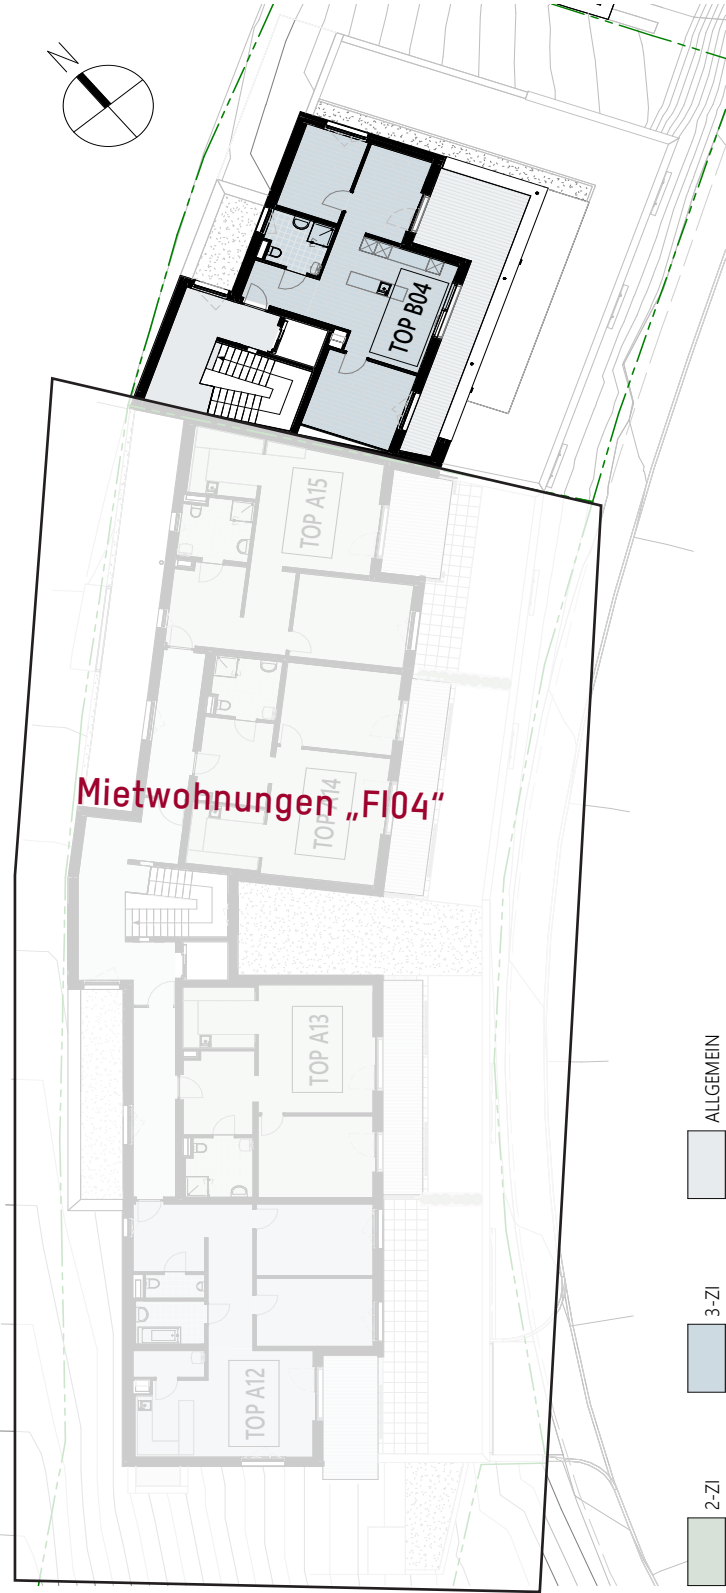 N
TOP B04
TOP A15
TOP A14
Mietwohnungen „FI04“
TOP A13
TOP A12
ALLGEMEIN
3-ZI
2-ZI